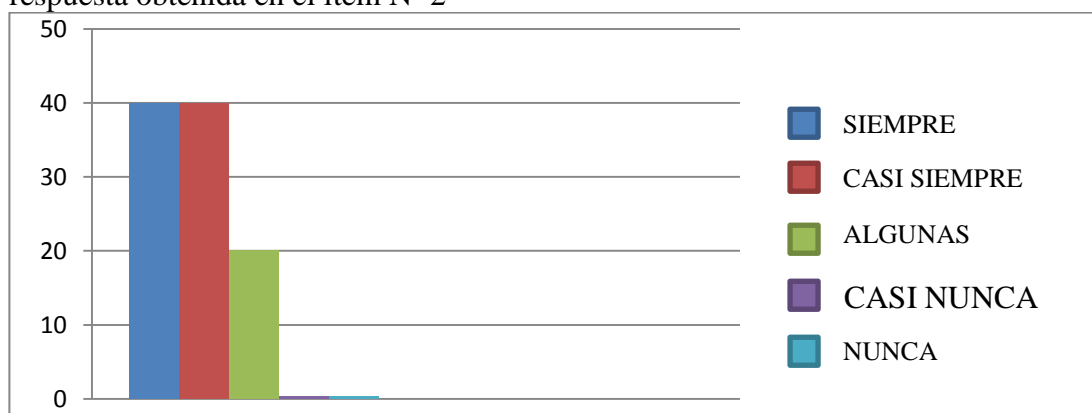 respuesta obtenida en el ítem N° 2
50
40
30
20
10
0
SIEMPRE
CASI SIEMPRE
ALGUNAS
CASI NUNCA
NUNCA